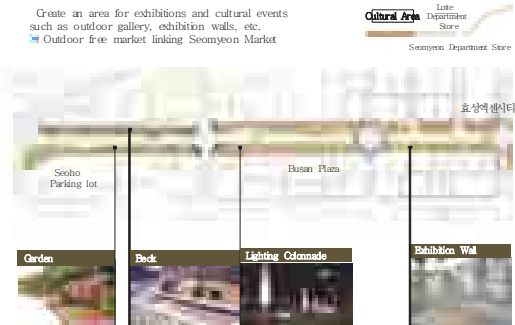 Create an area for exhibitions and cultural events
such as outdoor gallery, exhibition walls, etc.
Outdoor free market linking Seomyeon Market
Cultural Area
Lotte
Department
Store
Seomyeon Department Store
효성엑센시티
Seoho
Parking lot
Busan Plaza
Garden
Beck
Lighting Colonnade
Exhibition Wall